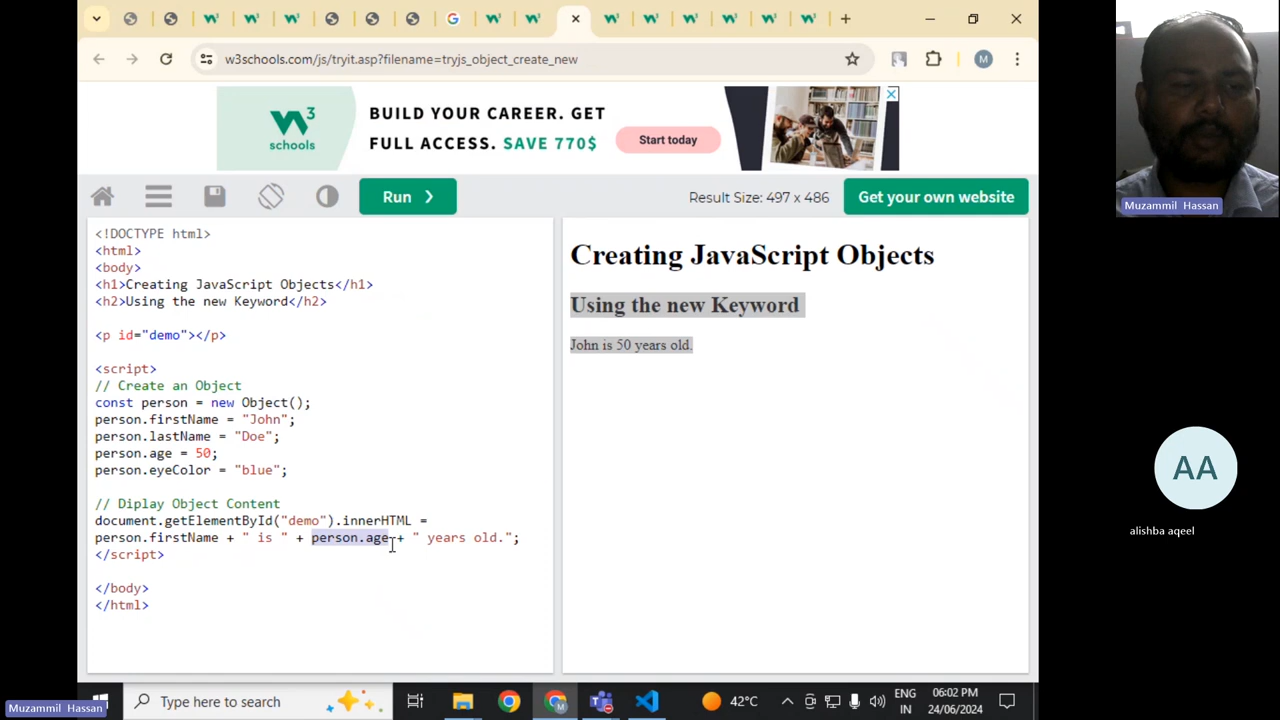 w3schools.com/js/tryit.asp?filename=tryjs_object_create_new
M
W3
schools
BUILD YOUR CAREER. GET
FULL ACCESS. SAVE 770$
Start today
Run ❯
Result Size: 497 x 486
Get your own website
<!DOCTYPE html>
<html>
<body>
<h1>Creating JavaScript Objects</h1>
<h2>Using the new Keyword</h2>
<p id="demo"></p>
<script>
// Create an Object
const person = new Object();
person.firstName = "John";
person.lastName = "Doe";
person.age = 50;
person.eyeColor = "blue";
// Diplay Object Content
document.getElementById("demo").innerHTML =
person.firstName + " is " + person.age + " years old.";
</script>
</body>
</html>
Creating JavaScript Objects
Using the new Keyword
John is 50 years old.
Muzammil Hassan
AA
alishba aqeel
Muzammil Hassan
Type here to search
42°C
ENG
IN
06:02 PM
24/06/2024